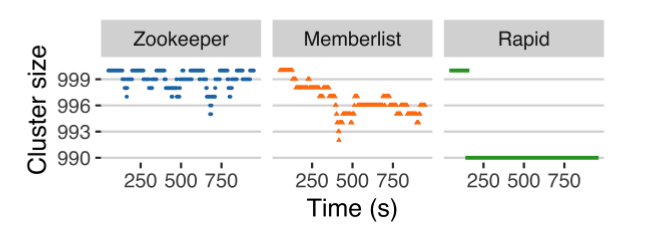 Zookeeper Memberlist Rapid
Cluster size
999
996
993
990
250 500 750 250 500 750 250 500 750
Time (s)